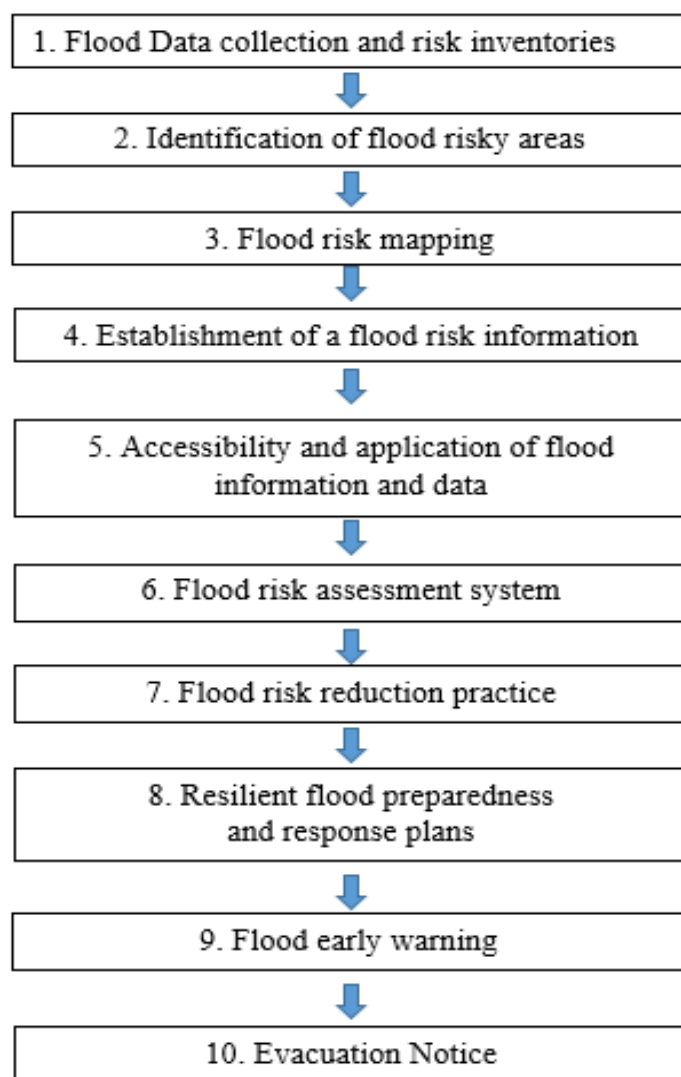 1. Flood Data collection and risk inventories
2. Identification of flood risky areas
3. Flood risk mapping
4. Establishment of a flood risk information
5. Accessibility and application of flood
information and data
6. Flood risk assessment system
7. Flood risk reduction practice
8. Resilient flood preparedness
and response plans
9. Flood early warning
10. Evacuation Notice